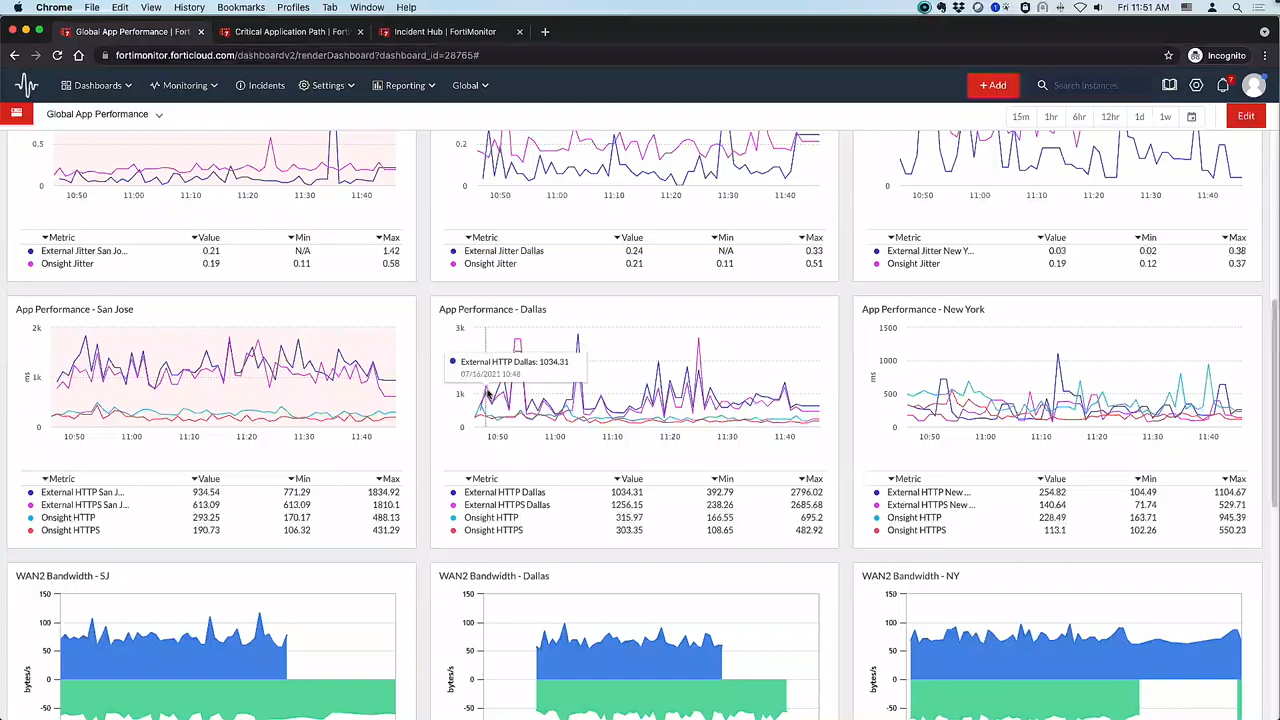 Chrome File Edit View History Bookmarks Profiles Tab Window Help Fri 11:51 AM
Global App Performance | Fort × Critical Application Path | Forti × Incident Hub | FortiMonitor × +
fortimonitor.forticloud.com/dashboardv2/renderDashboard?dashboard_id=28765# Incognito
Dashboards Monitoring Incidents Settings Reporting Global + Add Search Instances 7
Global App Performance 15m 1hr 6hr 12hr 1d 1w Edit
0.5
0
10:50 11:00 11:10 11:20 11:30 11:40
Metric Value Min Max
External Jitter San Jo... 0.21 N/A 1.42
Onsight Jitter 0.19 0.11 0.58
0.2
0
10:50 11:00 11:10 11:20 11:30 11:40
Metric Value Min Max
External Jitter Dallas 0.24 N/A 0.33
Onsight Jitter 0.21 0.11 0.51
0
10:50 11:00 11:10 11:20 11:30 11:40
Metric Value Min Max
External Jitter New Y... 0.03 0.02 0.38
Onsight Jitter 0.19 0.12 0.37
App Performance - San Jose
2k
1k
0
ms
10:50 11:00 11:10 11:20 11:30 11:40
Metric Value Min Max
External HTTP San J... 934.54 771.29 1834.92
External HTTPS San J... 613.09 613.09 1810.1
Onsight HTTP 293.25 170.17 488.13
Onsight HTTPS 190.73 106.32 431.29
App Performance - Dallas
3k
External HTTP Dallas: 1034.31
07/16/2021 10:48
1k
0
10:50 11:00 11:10 11:20 11:30 11:40
Metric Value Min Max
External HTTP Dallas 1034.31 392.79 2796.02
External HTTPS Dallas 1256.15 238.26 2685.68
Onsight HTTP 315.97 166.55 695.2
Onsight HTTPS 303.35 108.65 482.92
App Performance - New York
1500
1000
500
0
ms
10:50 11:00 11:10 11:20 11:30 11:40
Metric Value Min Max
External HTTP New ... 254.82 104.49 1104.67
External HTTPS New ... 140.64 71.74 529.71
Onsight HTTP 228.49 163.71 945.39
Onsight HTTPS 113.1 102.26 550.23
WAN2 Bandwidth - SJ
150
100
50
0
-50
bytes/s
WAN2 Bandwidth - Dallas
150
100
50
0
-50
bytes/s
WAN2 Bandwidth - NY
150
100
50
0
-50
bytes/s